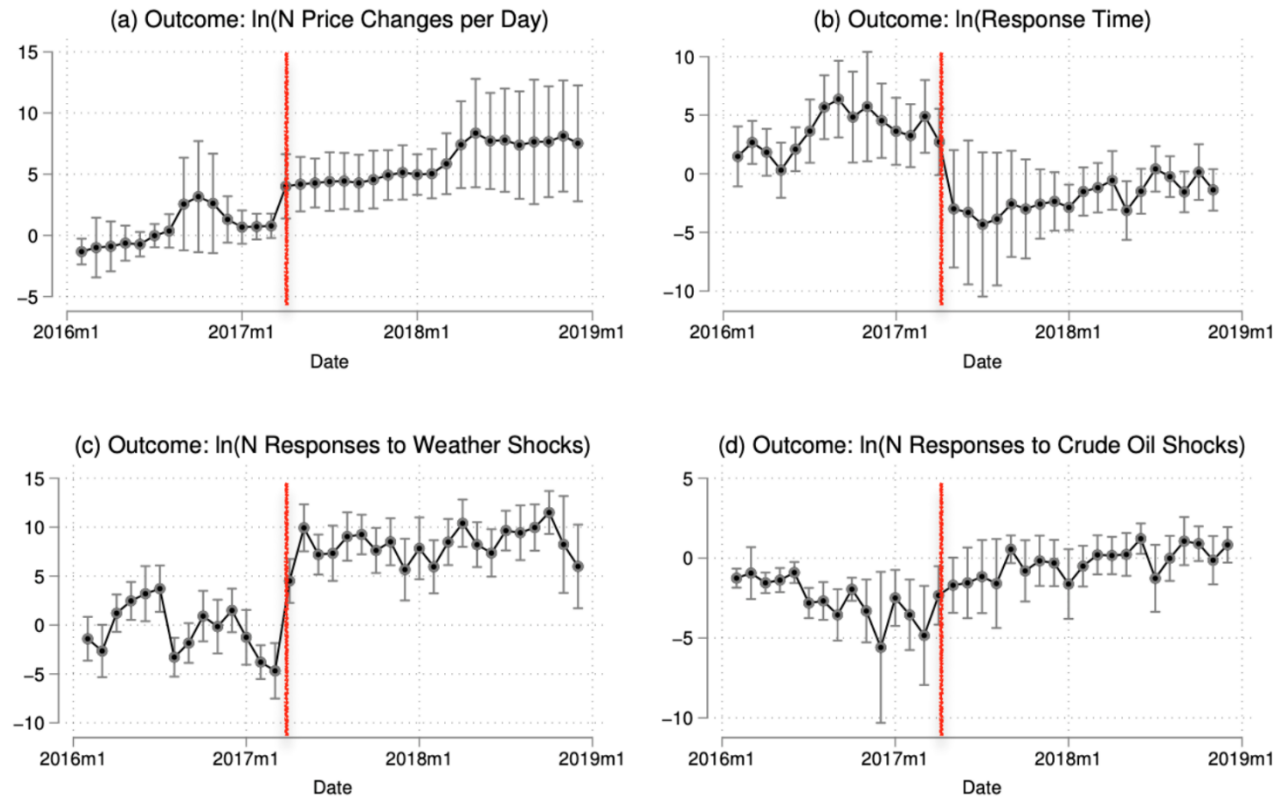 (a) Outcome: ln(N Price Changes per Day)
15
10
5
0
−5
2016m1 2017m1 2018m1 2019m1
Date
(b) Outcome: ln(Response Time)
10
5
0
−5
−10
2016m1 2017m1 2018m1 2019m1
Date
(c) Outcome: ln(N Responses to Weather Shocks)
15
10
5
0
−5
−10
2016m1 2017m1 2018m1 2019m1
Date
(d) Outcome: ln(N Responses to Crude Oil Shocks)
5
0
−5
−10
2016m1 2017m1 2018m1 2019m1
Date